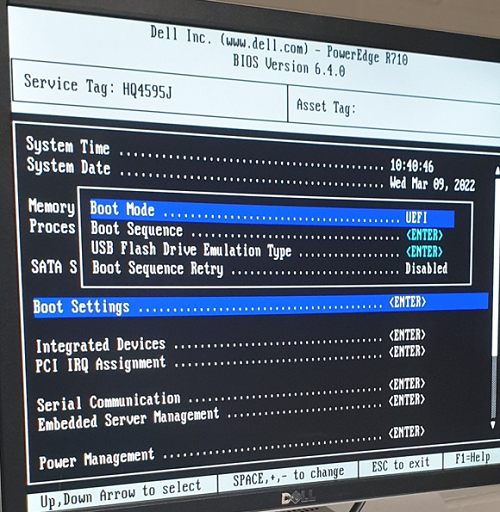 Dell Inc. (www.dell.com) - PowerEdge R710
BIOS Version 6.4.0
Service Tag: HQ4595J
Asset Tag:
System Time ........................................ 10:40:46
System Date ........................................ Wed Mar 09, 2022
Memory
Proces
SATA S
Boot Mode ........................................ UEFI
Boot Sequence ................................ <ENTER>
USB Flash Drive Emulation Type ................ <ENTER>
Boot Sequence Retry .......................... Disabled
Boot Settings ...................................... <ENTER>
Integrated Devices ................................ <ENTER>
PCI IRQ Assignment ................................ <ENTER>
Serial Communication .............................. <ENTER>
Embedded Server Management ........................ <ENTER>
Power Management .................................. <ENTER>
Up,Down Arrow to select
SPACE,+,- to change
ESC to exit
F1=Help
DELL